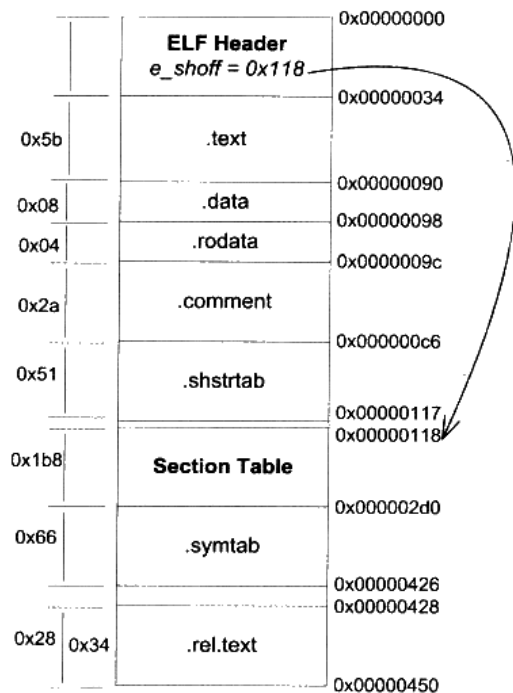 0x00000000
ELF Header
e_shoff = 0x118
0x00000034
0x5b
.text
0x00000090
0x08
.data
0x00000098
0x04
.rodata
0x0000009c
0x2a
.comment
0x000000c6
0x51
.shstrtab
0x00000117
0x00000118
0x1b8
Section Table
0x000002d0
0x66
.symtab
0x00000426
0x00000428
0x28
0x34
.rel.text
0x00000450